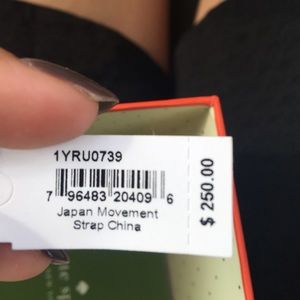 1YRU0739
7 96483 20409 6
Japan Movement
Strap China
$ 250.00